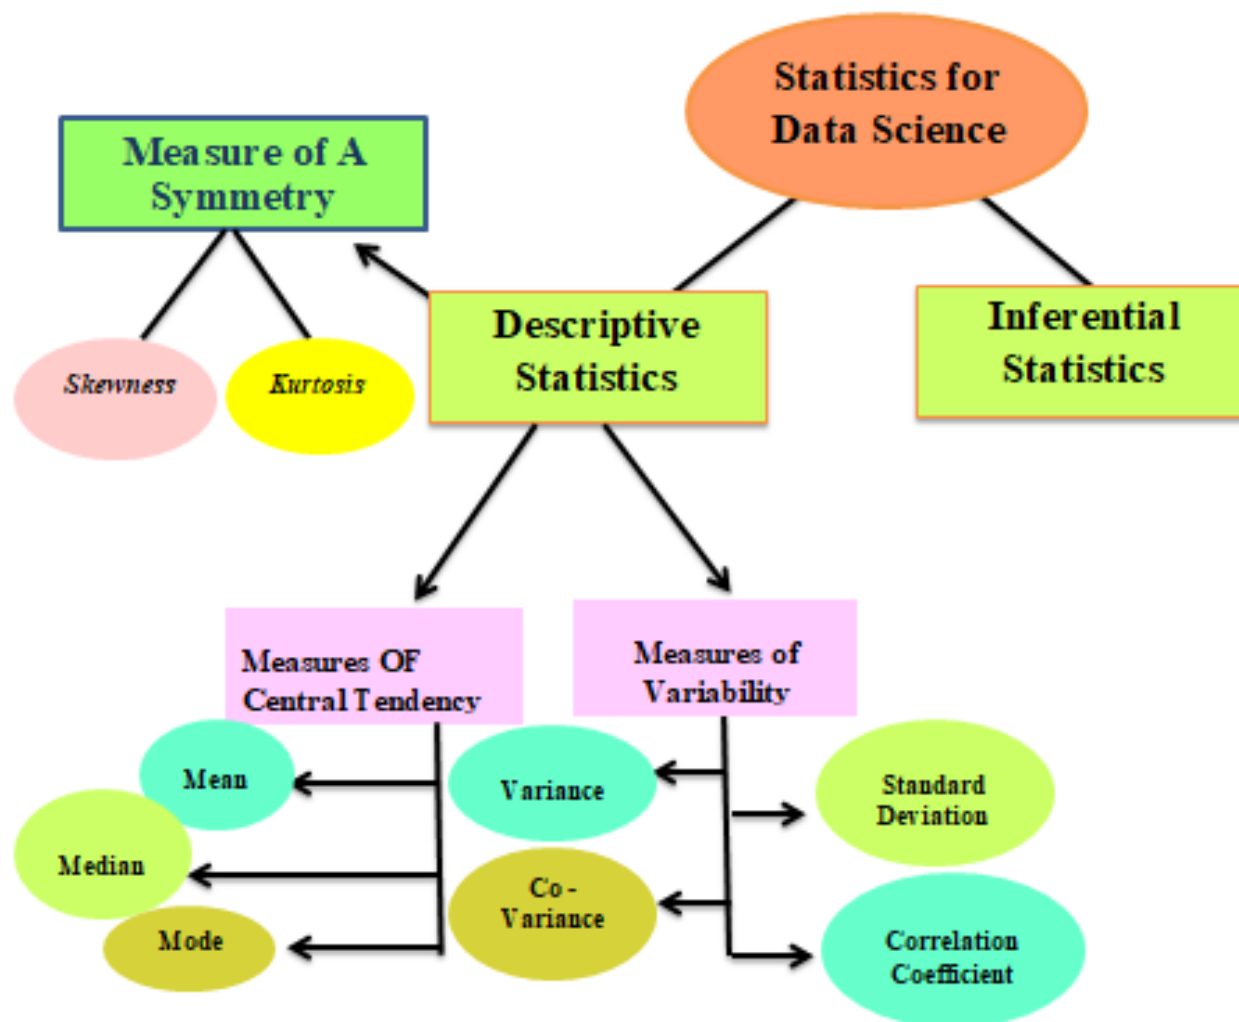 Statistics for
Data Science
Measure of A
Symmetry
Descriptive
Statistics
Inferential
Statistics
Skewness
Kurtosis
Measures OF
Central Tendency
Measures of
Variability
Mean
Median
Mode
Variance
Co -
Variance
Standard
Deviation
Correlation
Coefficient